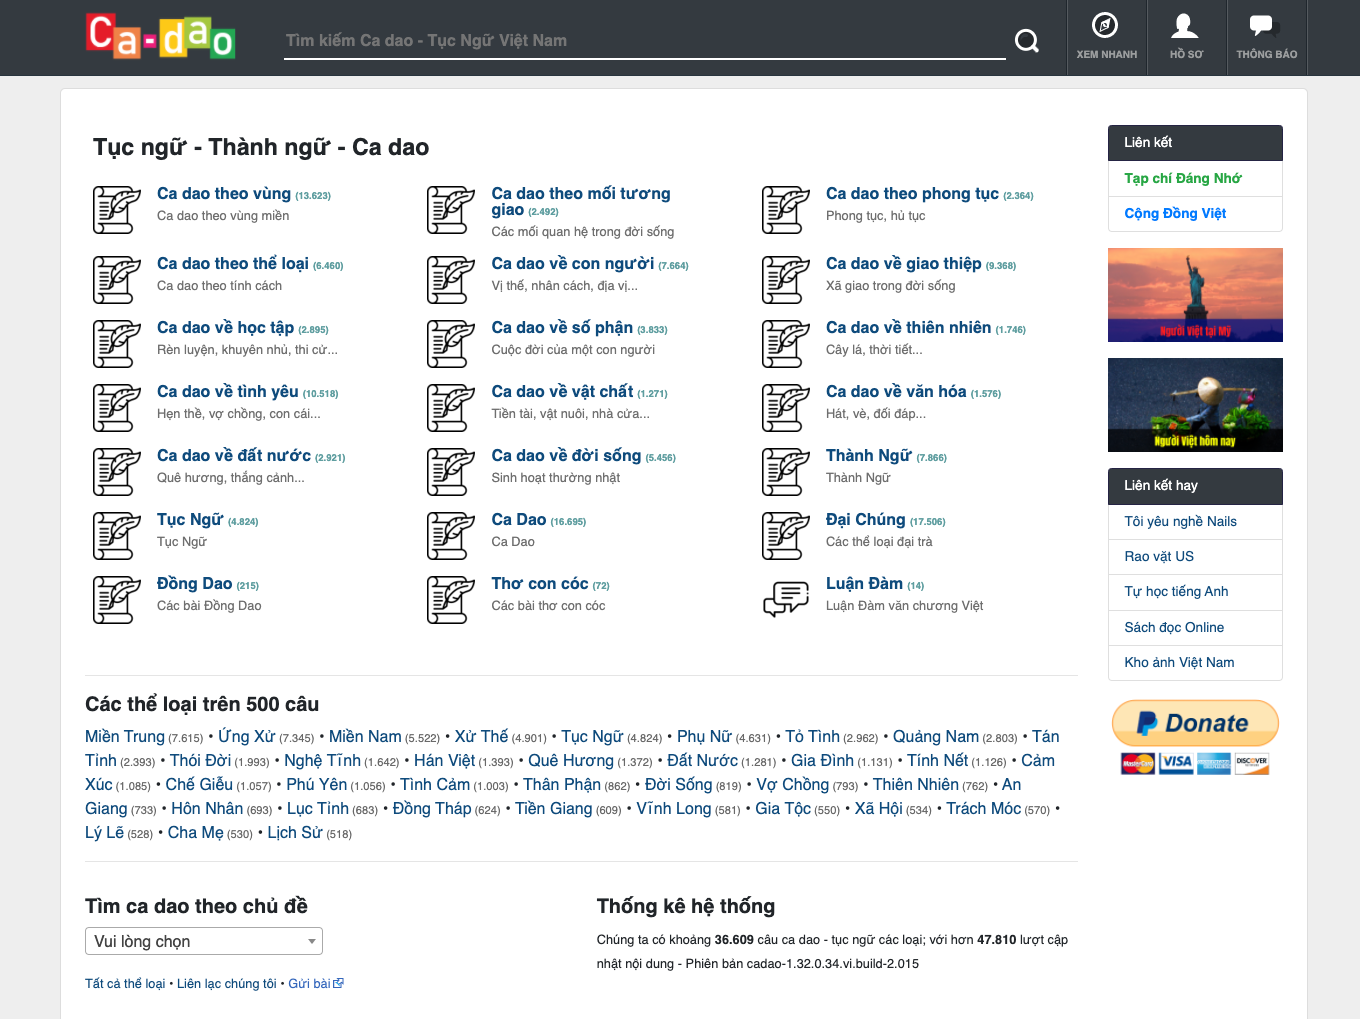 Ca-dao
Tìm kiếm Ca dao - Tục Ngữ Việt Nam
XEM NHANH
HỒ SƠ
THÔNG BÁO
Tục ngữ - Thành ngữ - Ca dao
Ca dao theo vùng (13.623)
Ca dao theo vùng miền
Ca dao theo mối tương
giao (2.492)
Các mối quan hệ trong đời sống
Ca dao theo phong tục (2.364)
Phong tục, hủ tục
Ca dao theo thể loại (6.460)
Ca dao theo tính cách
Ca dao về con người (7.664)
Vị thế, nhân cách, địa vị...
Ca dao về giao thiệp (9.368)
Xã giao trong đời sống
Ca dao về học tập (2.895)
Rèn luyện, khuyên nhủ, thi cử...
Ca dao về số phận (3.833)
Cuộc đời của một con người
Ca dao về thiên nhiên (1.746)
Cây lá, thời tiết...
Ca dao về tình yêu (10.518)
Hẹn thề, vợ chồng, con cái...
Ca dao về vật chất (1.271)
Tiền tài, vật nuôi, nhà cửa...
Ca dao về văn hóa (1.576)
Hát, vè, đối đáp...
Ca dao về đất nước (2.921)
Quê hương, thắng cảnh...
Ca dao về đời sống (5.456)
Sinh hoạt thường nhật
Thành Ngữ (7.866)
Thành Ngữ
Tục Ngữ (4.824)
Tục Ngữ
Ca Dao (16.695)
Ca Dao
Đại Chúng (17.506)
Các thể loại đại trà
Đồng Dao (215)
Các bài Đồng Dao
Thơ con cóc (72)
Các bài thơ con cóc
Luận Đàm (14)
Luận Đàm văn chương Việt
Liên kết
Tạp chí Đáng Nhớ
Cộng Đồng Việt
Người Việt tại Mỹ
Người Việt hôm nay
Liên kết hay
Tôi yêu nghề Nails
Rao vặt US
Tự học tiếng Anh
Sách đọc Online
Kho ảnh Việt Nam
Donate
MasterCard
VISA
AMERICAN EXPRESS
DISCOVER
Các thể loại trên 500 câu
Miền Trung (7.615) • Ứng Xử (7.345) • Miền Nam (5.522) • Xử Thế (4.901) • Tục Ngữ (4.824) • Phụ Nữ (4.631) • Tỏ Tình (2.962) • Quảng Nam (2.803) • Tán
Tỉnh (2.393) • Thói Đời (1.993) • Nghệ Tĩnh (1.642) • Hán Việt (1.393) • Quê Hương (1.372) • Đất Nước (1.281) • Gia Đình (1.131) • Tính Nết (1.126) • Cảm
Xúc (1.085) • Chế Giễu (1.057) • Phú Yên (1.056) • Tình Cảm (1.003) • Thân Phận (862) • Đời Sống (819) • Vợ Chồng (793) • Thiên Nhiên (762) • An
Giang (733) • Hôn Nhân (693) • Lục Tỉnh (683) • Đồng Tháp (624) • Tiền Giang (609) • Vĩnh Long (581) • Gia Tộc (550) • Xã Hội (534) • Trách Móc (570) •
Lý Lẽ (528) • Cha Mẹ (530) • Lịch Sử (518)
Tìm ca dao theo chủ đề
Vui lòng chọn
Tất cả thể loại • Liên lạc chúng tôi • Gửi bài
Thống kê hệ thống
Chúng ta có khoảng 36.609 câu ca dao - tục ngữ các loại; với hơn 47.810 lượt cập
nhật nội dung - Phiên bản cadao-1.32.0.34.vi.build-2.015